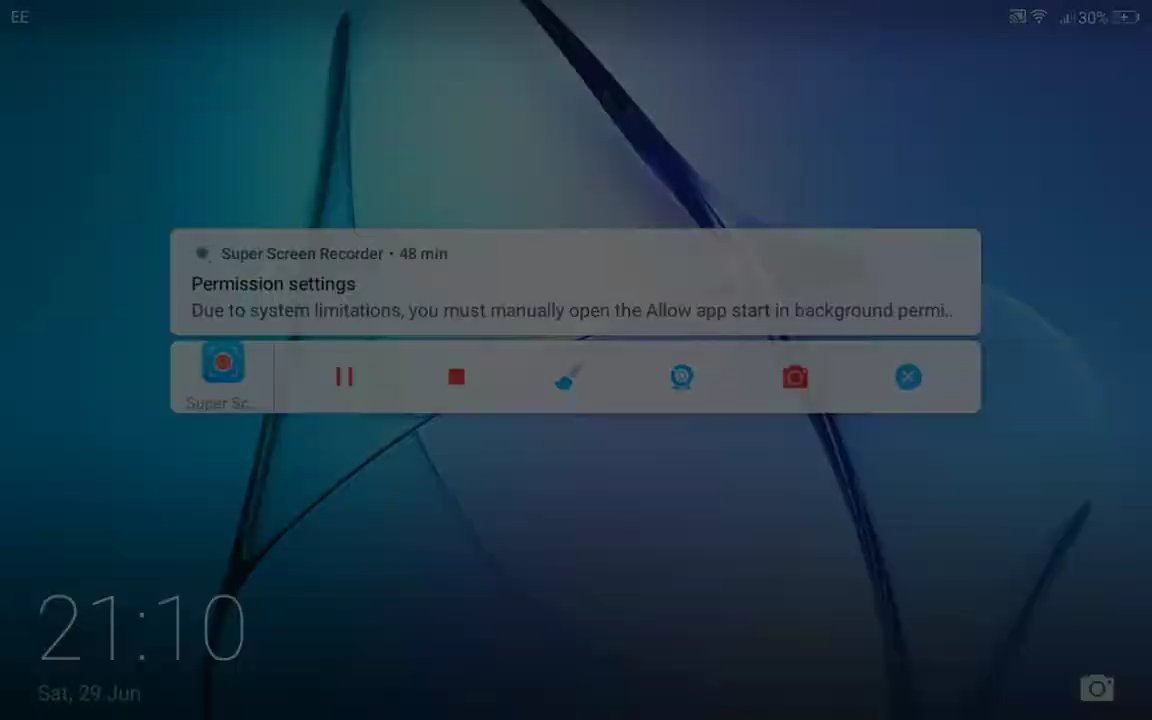 EE
30%
Super Screen Recorder • 48 min
Permission settings
Due to system limitations, you must manually open the Allow app start in background permi..
Super Sc..
21:10
Sat, 29 Jun